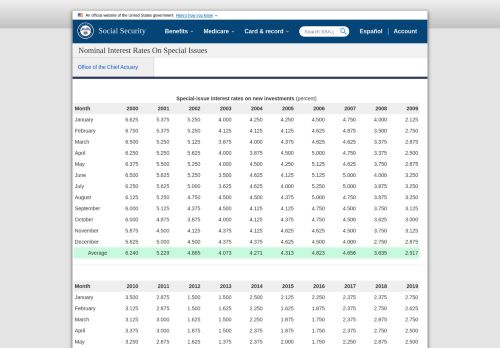 An official website of the United States government Here's how you know
Social Security
Benefits
Medicare
Card & record
Search SSA.g
Español
Account
Nominal Interest Rates On Special Issues
Office of the Chief Actuary
Special-issue interest rates on new investments (percent)
Month 2000 2001 2002 2003 2004 2005 2006 2007 2008 2009
January 6.625 5.375 5.250 4.000 4.250 4.250 4.500 4.750 4.000 2.125
February 6.750 5.375 5.250 4.125 4.125 4.125 4.625 4.875 3.500 2.750
March 6.500 5.250 5.125 3.875 4.000 4.375 4.625 4.625 3.375 2.875
April 6.250 5.250 5.625 4.000 3.875 4.500 5.000 4.750 3.375 2.500
May 6.375 5.500 5.250 4.000 4.500 4.250 5.125 4.625 3.750 2.875
June 6.500 5.625 5.250 3.500 4.625 4.125 5.125 5.000 4.000 3.250
July 6.250 5.625 5.000 3.625 4.625 4.000 5.250 5.000 3.875 3.250
August 6.125 5.250 4.750 4.500 4.500 4.375 5.000 4.750 3.875 3.250
September 6.000 5.125 4.375 4.500 4.125 4.125 4.750 4.500 3.750 3.125
October 6.000 4.875 3.875 4.000 4.125 4.375 4.750 4.500 3.625 3.000
November 5.875 4.500 4.125 4.375 4.125 4.625 4.625 4.500 3.750 3.125
December 5.625 5.000 4.500 4.375 4.375 4.625 4.500 4.000 2.750 2.875
Average 6.240 5.229 4.865 4.073 4.271 4.313 4.823 4.656 3.635 2.917
Month 2010 2011 2012 2013 2014 2015 2016 2017 2018 2019
January 3.500 2.875 1.500 1.500 2.500 2.125 2.250 2.375 2.375 2.750
February 3.125 2.875 1.500 1.625 2.250 1.625 1.875 2.375 2.750 2.625
March 3.125 3.000 1.625 1.500 2.250 1.875 1.750 2.375 2.875 2.750
April 3.375 3.000 1.875 1.500 2.375 1.875 1.750 2.375 2.750 2.500
May 3.250 2.875 1.625 1.375 2.375 2.000 1.750 2.250 2.875 2.500